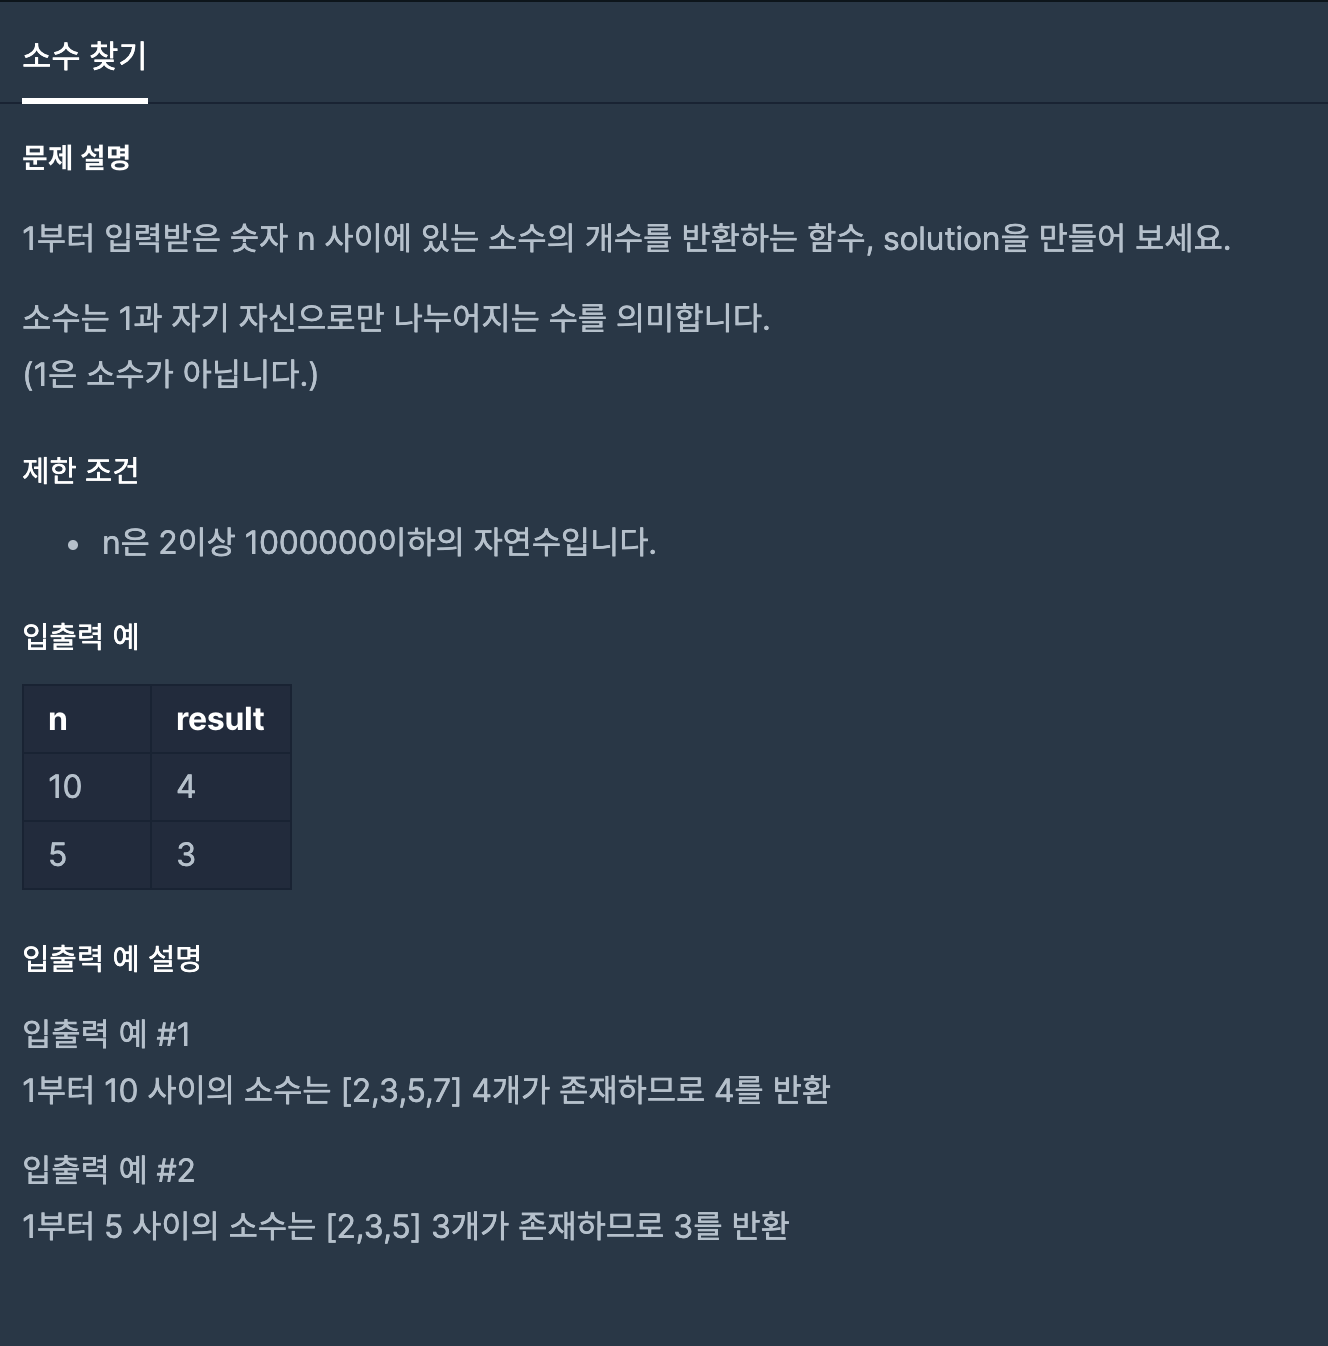 소수 찾기
문제 설명
1부터 입력받은 숫자 n 사이에 있는 소수의 개수를 반환하는 함수, solution을 만들어 보세요.
소수는 1과 자기 자신으로만 나누어지는 수를 의미합니다.
(1은 소수가 아닙니다.)
제한 조건
• n은 2이상 1000000이하의 자연수입니다.
입출력 예
n result
10 4
5 3
입출력 예 설명
입출력 예 #1
1부터 10 사이의 소수는 [2,3,5,7] 4개가 존재하므로 4를 반환
입출력 예 #2
1부터 5 사이의 소수는 [2,3,5] 3개가 존재하므로 3를 반환